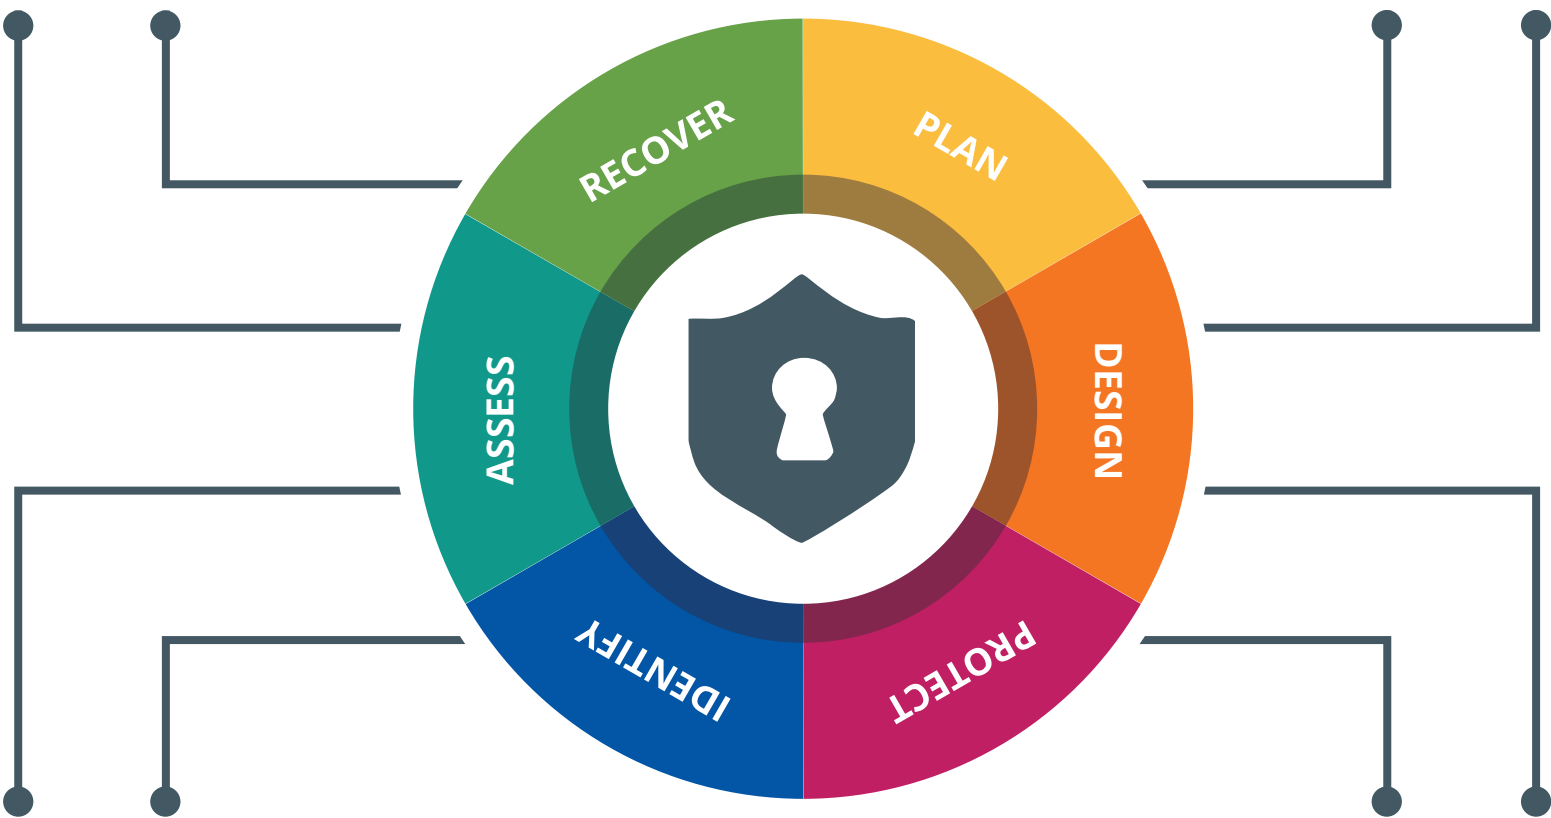 PLAN
DESIGN
PROTECT
IDENTIFY
ASSESS
RECOVER